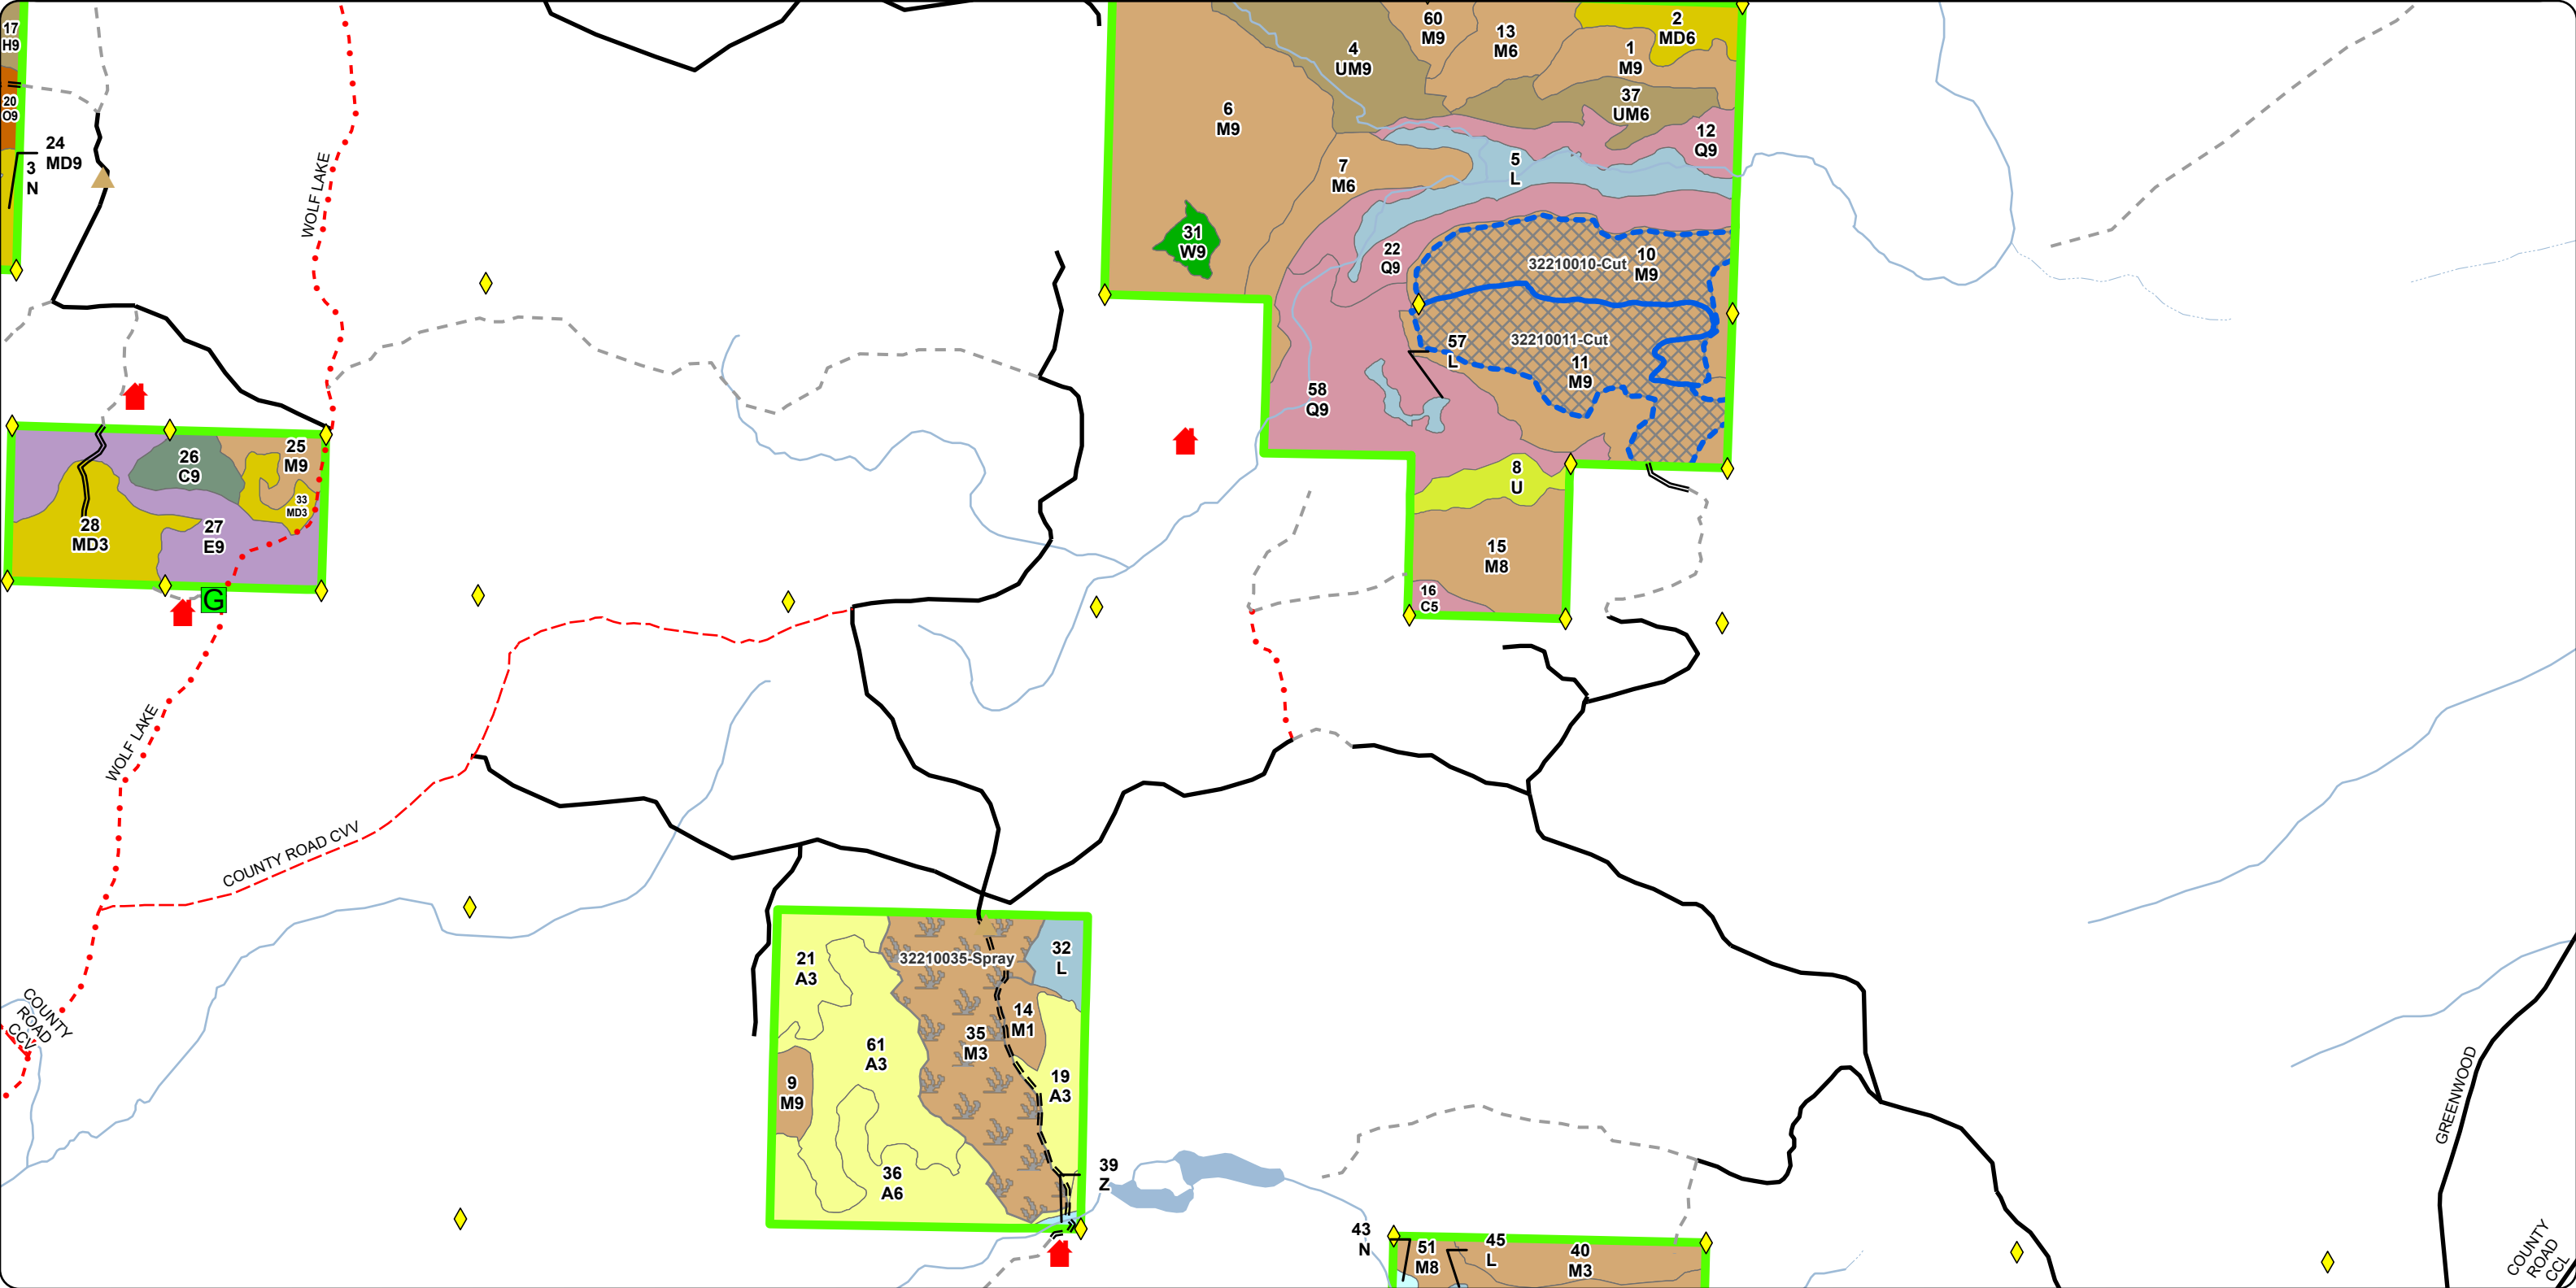 17
H9
20
O9
24
MD9
3
N
WOLF LAKE
60
M9
13
M6
2
MD6
1
M9
4
UM9
37
UM6
6
M9
12
Q9
7
M6
5
L
31
W9
22
Q9
10
M9
32210010-Cut
32210011-Cut
57
L
11
M9
58
Q9
8
U
15
M8
16
C5
26
C9
25
M9
33
MD3
28
MD3
27
E9
G
WOLF LAKE
COUNTY ROAD CVV
COUNTY
ROAD
CCV
21
A3
32210035-Spray
32
L
14
M1
35
M3
61
A3
9
M9
19
A3
36
A6
39
Z
43
N
51
M8
45
L
40
M3
GREENWOOD
COUNTY
ROAD
CCL